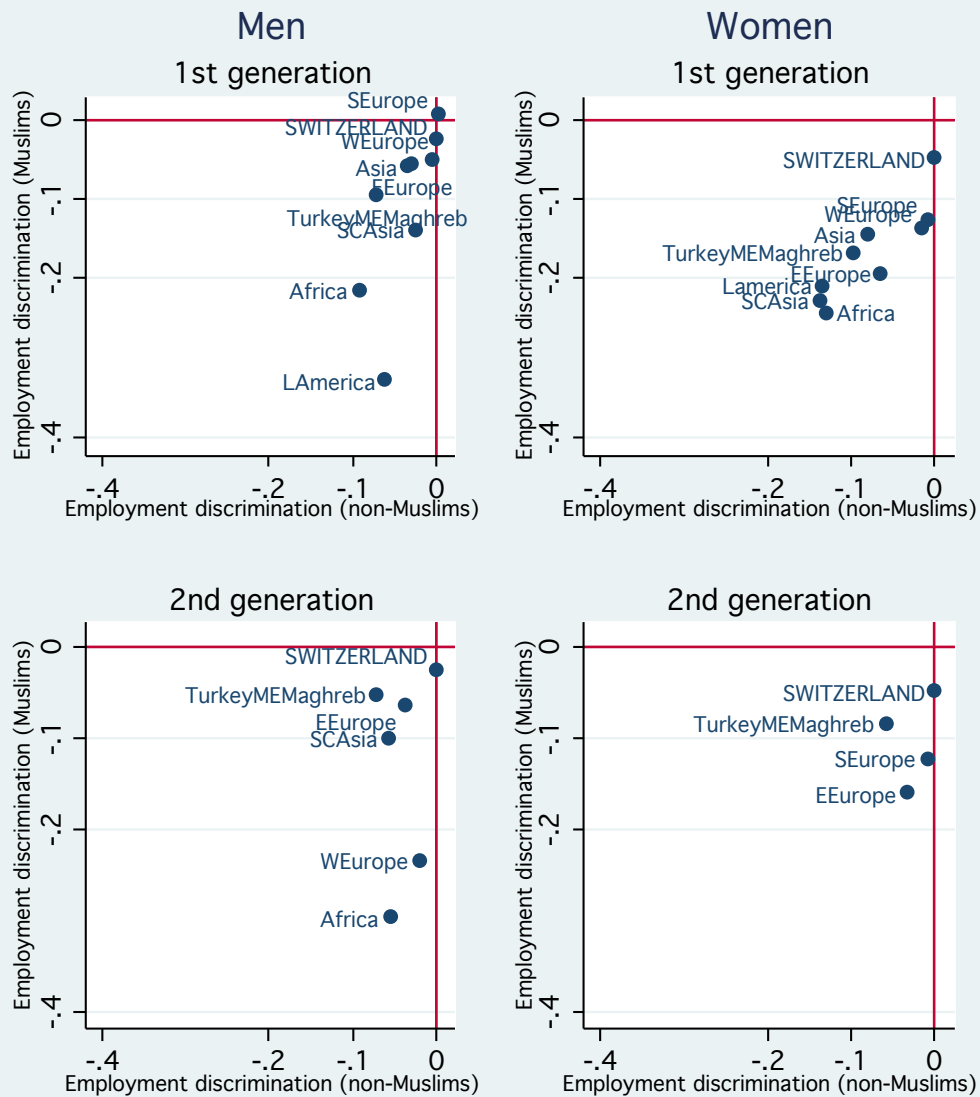 Men
Women
1st generation
Employment discrimination (Muslims)
0
-.1
-.2
-.4
SEurope
SWITZERLAND
WEurope
Asia
EEurope
TurkeyMEMaghreb
SCAsia
Africa
LAmerica
-.4
-.2
-.1
0
Employment discrimination (non-Muslims)
1st generation
Employment discrimination (Muslims)
0
-.1
-.2
-.4
SWITZERLAND
SEurope
WEurope
Asia
TurkeyMEMaghreb
EEurope
Lamerica
SCAsia
Africa
-.4
-.2
-.1
0
Employment discrimination (non-Muslims)
2nd generation
Employment discrimination (Muslims)
0
-.1
-.2
-.4
SWITZERLAND
TurkeyMEMaghreb
EEurope
SCAsia
WEurope
Africa
-.4
-.2
-.1
0
Employment discrimination (non-Muslims)
2nd generation
Employment discrimination (Muslims)
0
-.1
-.2
-.4
SWITZERLAND
TurkeyMEMaghreb
SEurope
EEurope
-.4
-.2
-.1
0
Employment discrimination (non-Muslims)